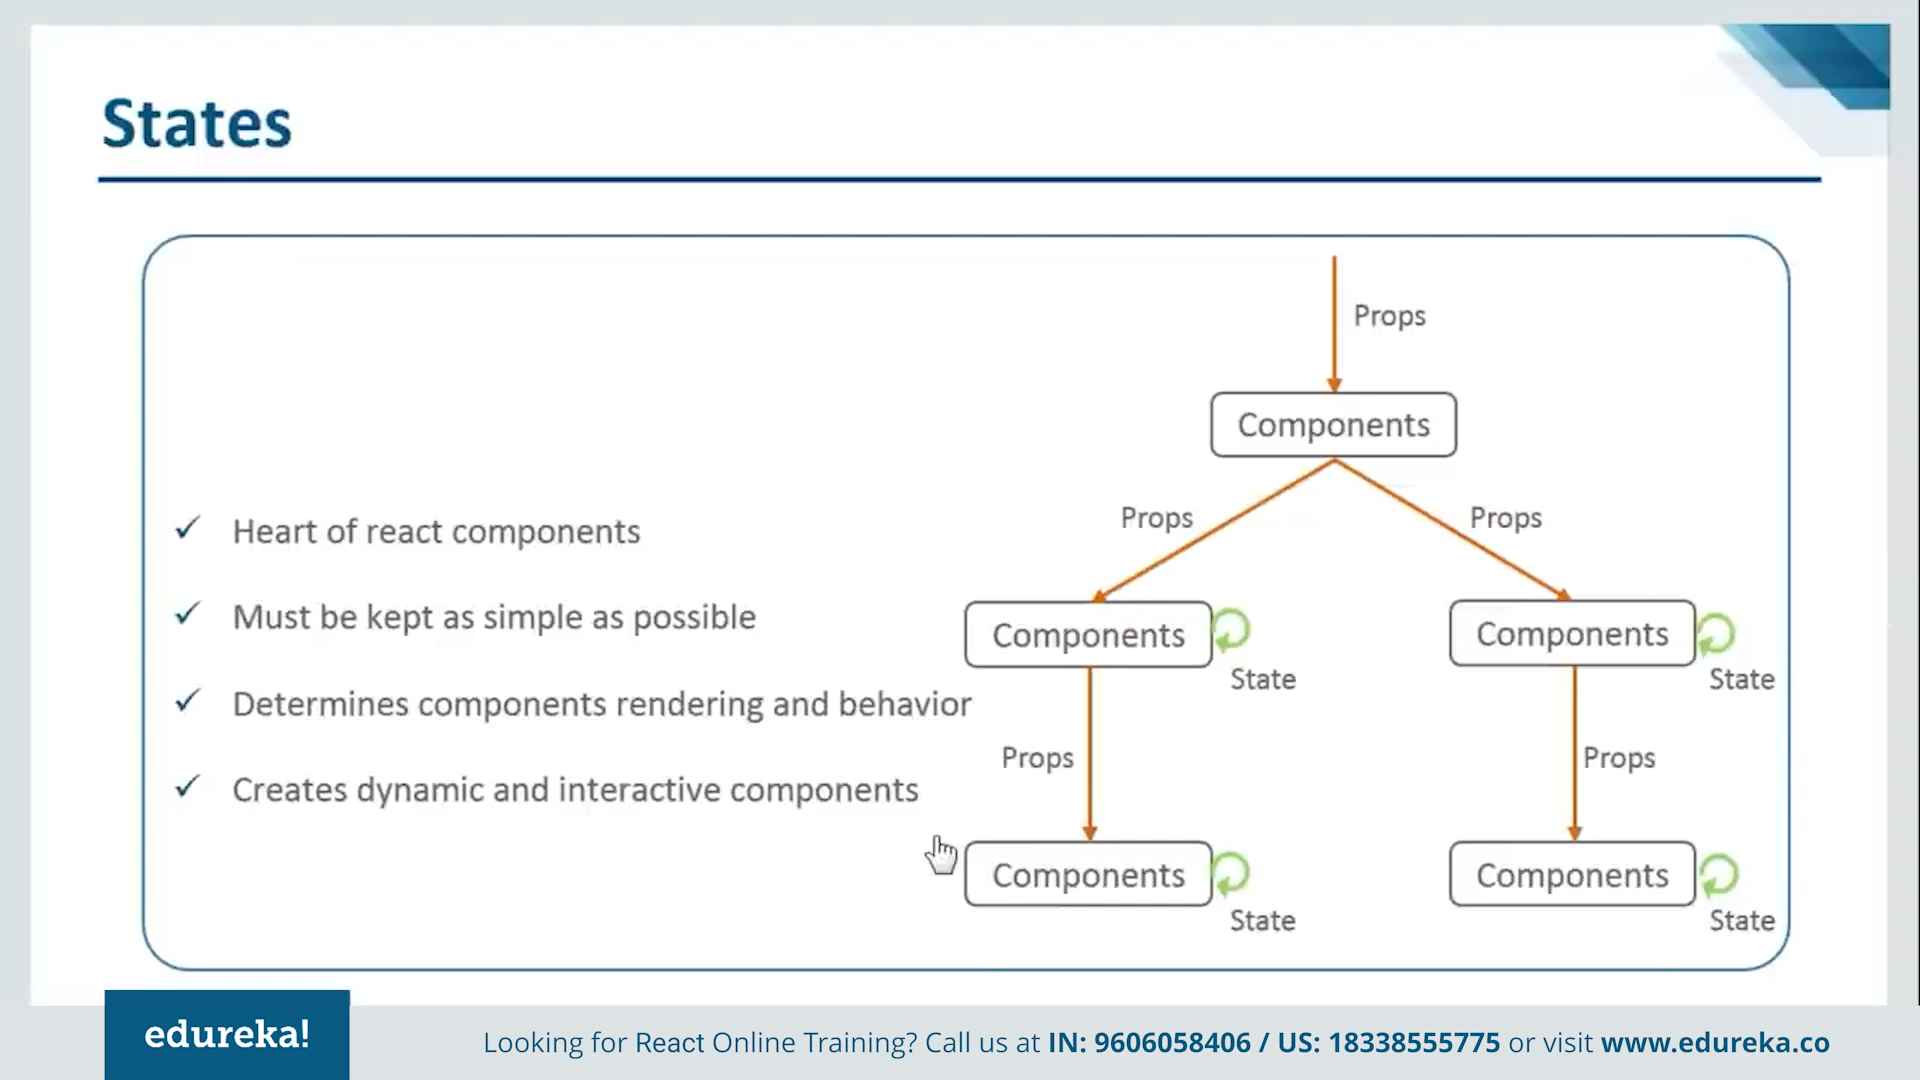 States
Heart of react components
Must be kept as simple as possible
Determines components rendering and behavior
Creates dynamic and interactive components
Props
Components
Props
Props
Components
State
Components
State
Props
Props
Components
State
Components
State
edureka!
Looking for React Online Training? Call us at IN: 9606058406 / US: 18338555775 or visit www.edureka.co